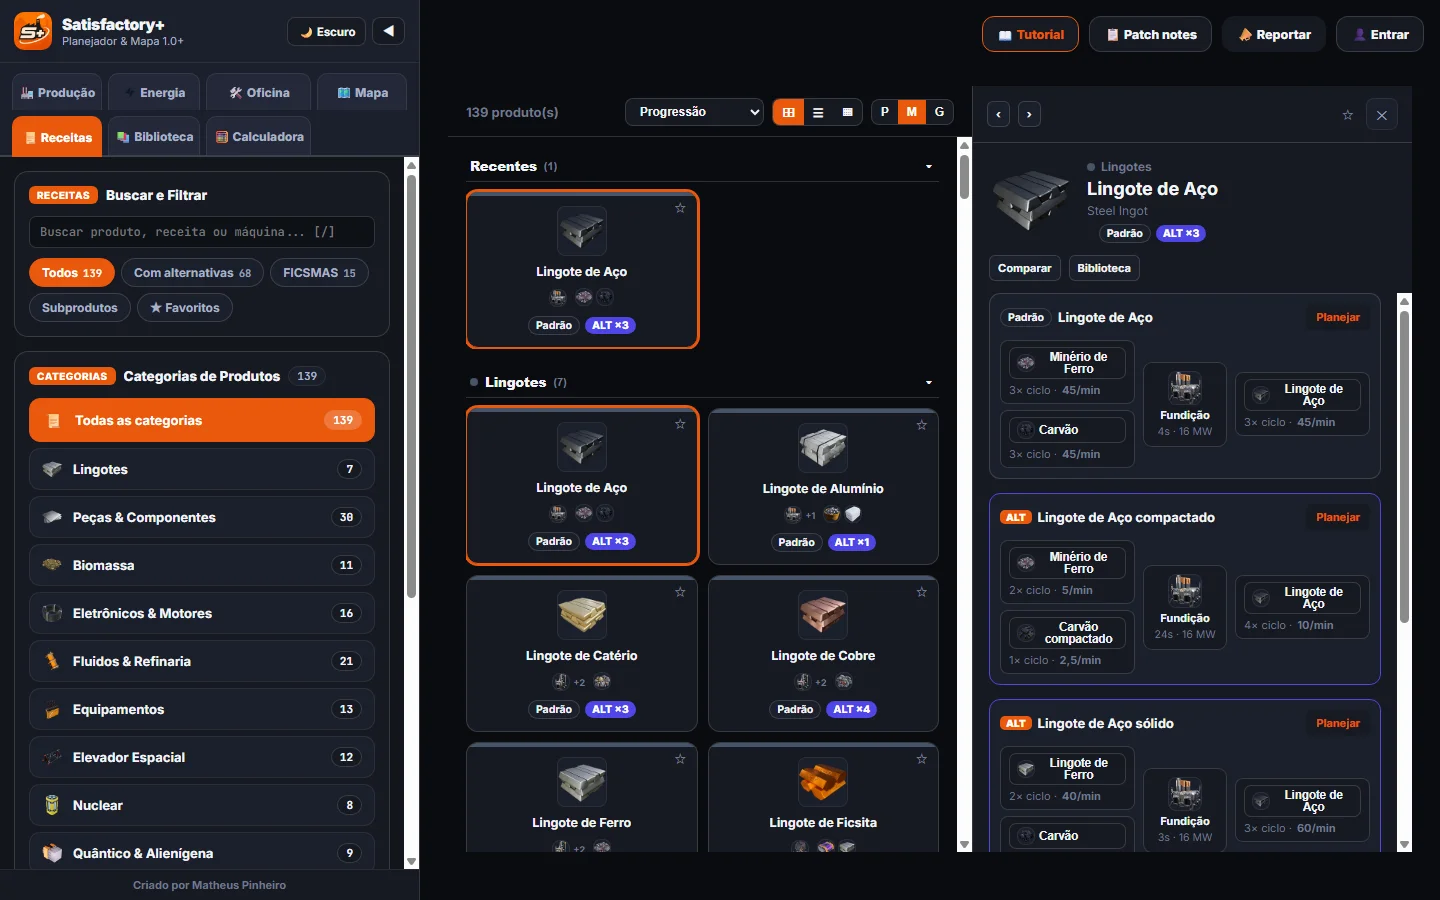 Satisfactory+
Planejador & Mapa 1.0+
Escuro
Tutorial
Patch notes
Reportar
Entrar
Produção
Energia
Oficina
Mapa
Receitas
Biblioteca
Calculadora
RECEITAS Buscar e Filtrar
Buscar produto, receita ou máquina... [/]
Todos 139
Com alternativas 68
FICSMAS 15
Subprodutos
★ Favoritos
CATEGORIAS Categorias de Produtos 139
Todas as categorias 139
Lingotes 7
Peças & Componentes 30
Biomassa 11
Eletrônicos & Motores 16
Fluidos & Refinaria 21
Equipamentos 13
Elevador Espacial 12
Nuclear 8
Quântico & Alienígena 9
Criado por Matheus Pinheiro
139 produto(s)
Progressão
P M G
Recentes (1)
Lingote de Aço
Padrão ALT ×3
Lingotes (7)
Lingote de Aço
Padrão ALT ×3
Lingote de Alumínio
+1
Padrão ALT ×1
Lingote de Catério
+2
Padrão ALT ×3
Lingote de Cobre
+2
Padrão ALT ×4
Lingote de Ferro
+2
Lingote de Ficsita
Lingotes
Lingote de Aço
Steel Ingot
Padrão ALT ×3
Comparar
Biblioteca
Padrão Lingote de Aço
Planejar
Minério de
Ferro
3× ciclo · 45/min
Carvão
3× ciclo · 45/min
Fundição
4s · 16 MW
Lingote de
Aço
3× ciclo · 45/min
ALT Lingote de Aço compactado
Planejar
Minério de
Ferro
2× ciclo · 5/min
Carvão
compactado
1× ciclo · 2,5/min
Fundição
24s · 16 MW
Lingote de
Aço
4× ciclo · 10/min
ALT Lingote de Aço sólido
Planejar
Lingote de
Ferro
2× ciclo · 40/min
Carvão
Fundição
3s · 16 MW
Lingote de
Aço
3× ciclo · 60/min